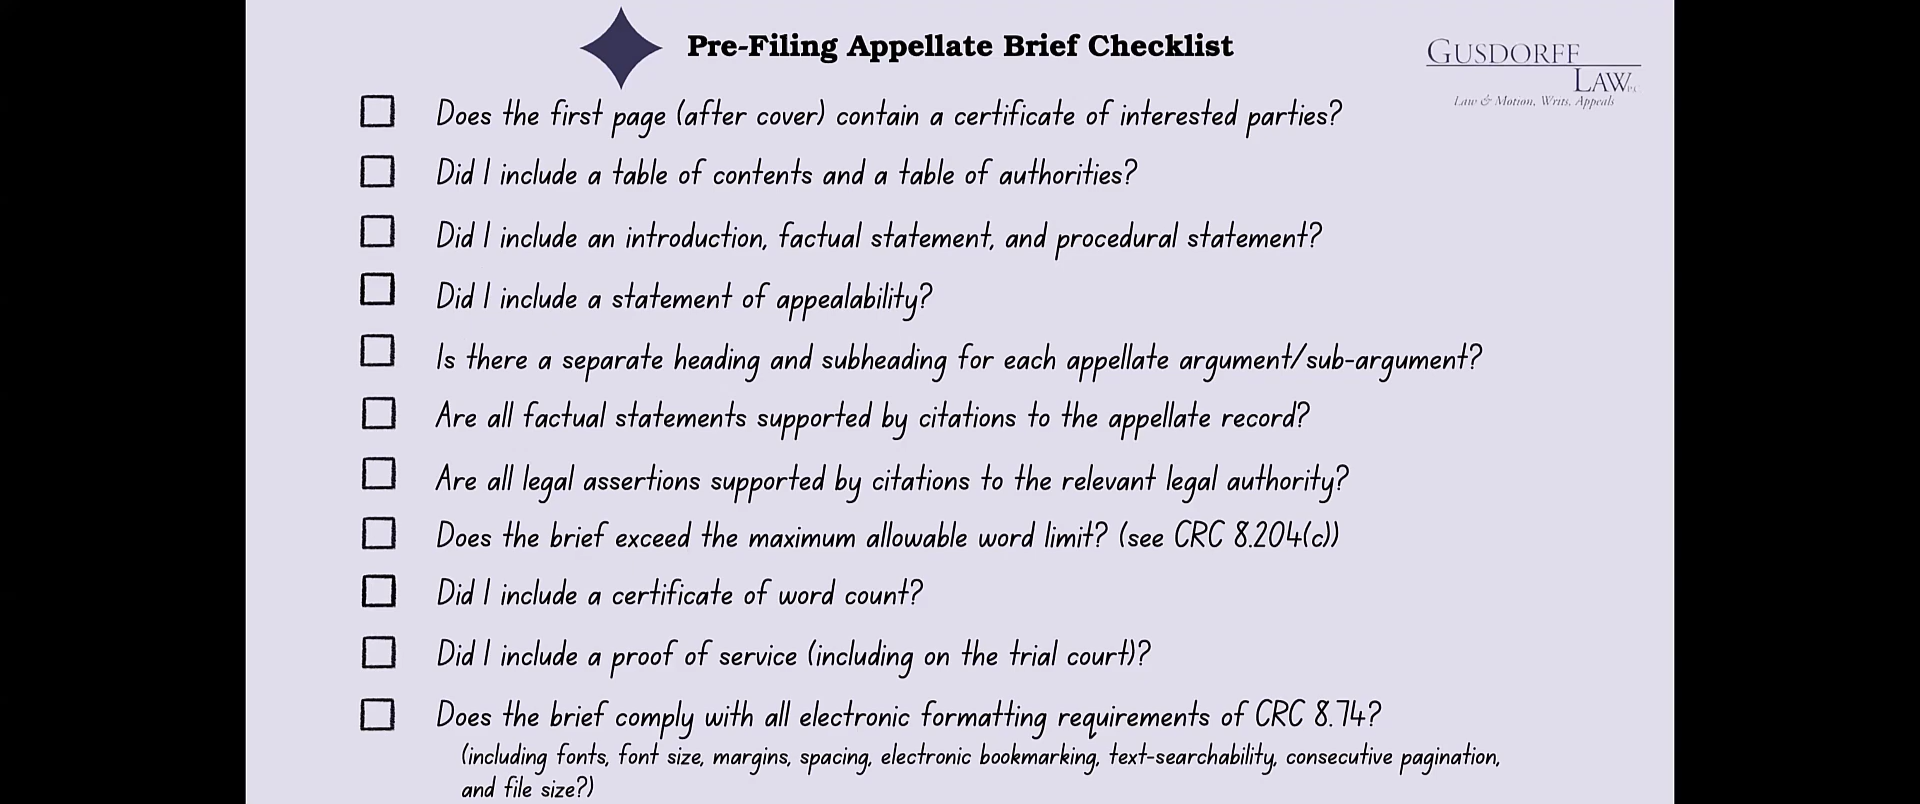 Pre-Filing Appellate Brief Checklist
GUSDORFF
LAW P.C.
Law & Motion, Writs, Appeals
Does the first page (after cover) contain a certificate of interested parties?
Did I include a table of contents and a table of authorities?
Did I include an introduction, factual statement, and procedural statement?
Did I include a statement of appealability?
Is there a separate heading and subheading for each appellate argument/sub-argument?
Are all factual statements supported by citations to the appellate record?
Are all legal assertions supported by citations to the relevant legal authority?
Does the brief exceed the maximum allowable word limit? (see CRC 8.204(c))
Did I include a certificate of word count?
Did I include a proof of service (including on the trial court)?
Does the brief comply with all electronic formatting requirements of CRC 8.74?
(including fonts, font size, margins, spacing, electronic bookmarking, text-searchability, consecutive pagination,
and file size?)